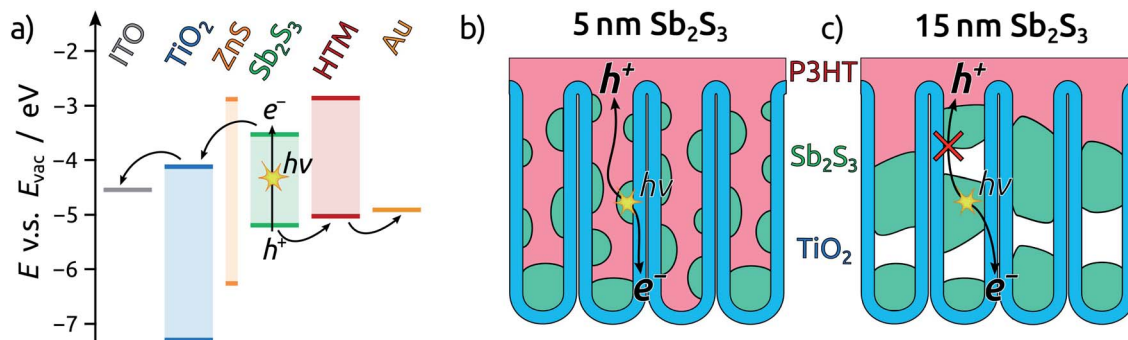 a)
ITO
TiO₂
ZnS
Sb₂S₃
HTM
Au
E v.s. E_vac / eV
−2
−3
−4
−5
−6
−7
e⁻
hν
h⁺
b)
5 nm Sb₂S₃
h⁺
hν
e⁻
P3HT
Sb₂S₃
TiO₂
c)
15 nm Sb₂S₃
h⁺
hν
e⁻